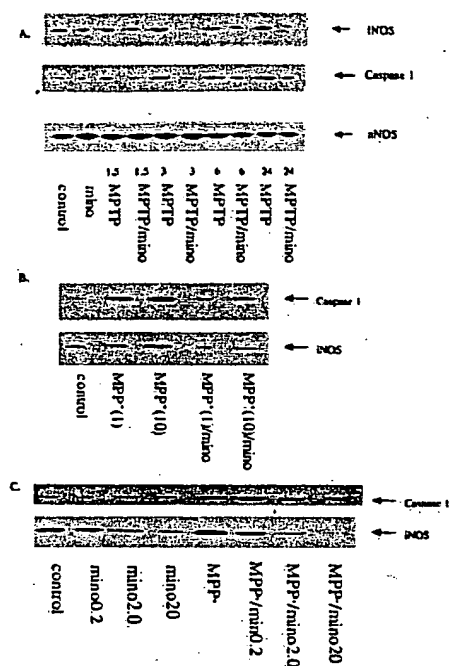 A.
iNOS
Caspase 1
nNOS
1.5 1.5 3 3 6 6 24 24
control mino MPTP MPTP/mino MPTP MPTP/mino MPTP MPTP/mino MPTP MPTP/mino
B.
Caspase 1
iNOS
control MPP⁺(1) MPP⁺(10) MPP⁺(1)/mino MPP⁺(10)/mino
C.
Caspase 1
iNOS
control mino0.2 mino2.0 mino20 MPP⁺ MPP⁺/min0.2 MPP⁺/mino2.0 MPP⁺/mino20